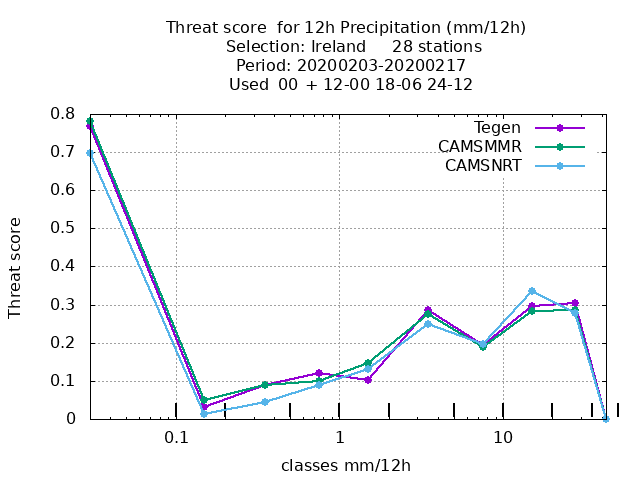 Threat score  for 12h Precipitation (mm/12h)
Selection: Ireland     28 stations
Period: 20200203-20200217
Used  00 + 12-00 18-06 24-12
Tegen
CAMSMMR
CAMSNRT
0.8
0.7
0.6
0.5
0.4
0.3
0.2
0.1
0
Threat score
0.1 1 10
classes mm/12h